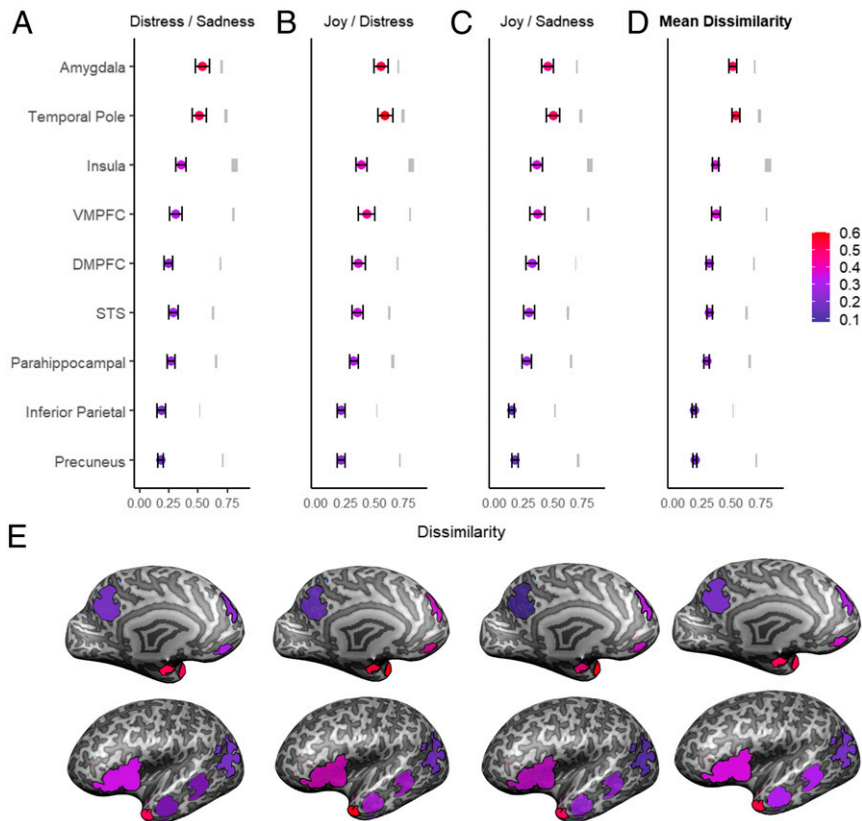 A Distress / Sadness B Joy / Distress C Joy / Sadness D Mean Dissimilarity
Amygdala
Temporal Pole
Insula
VMPFC
DMPFC
STS
Parahippocampal
Inferior Parietal
Precuneus
0.6
0.5
0.4
0.3
0.2
0.1
0.00 0.25 0.50 0.75 0.00 0.25 0.50 0.75 0.00 0.25 0.50 0.75 0.00 0.25 0.50 0.75
Dissimilarity
E